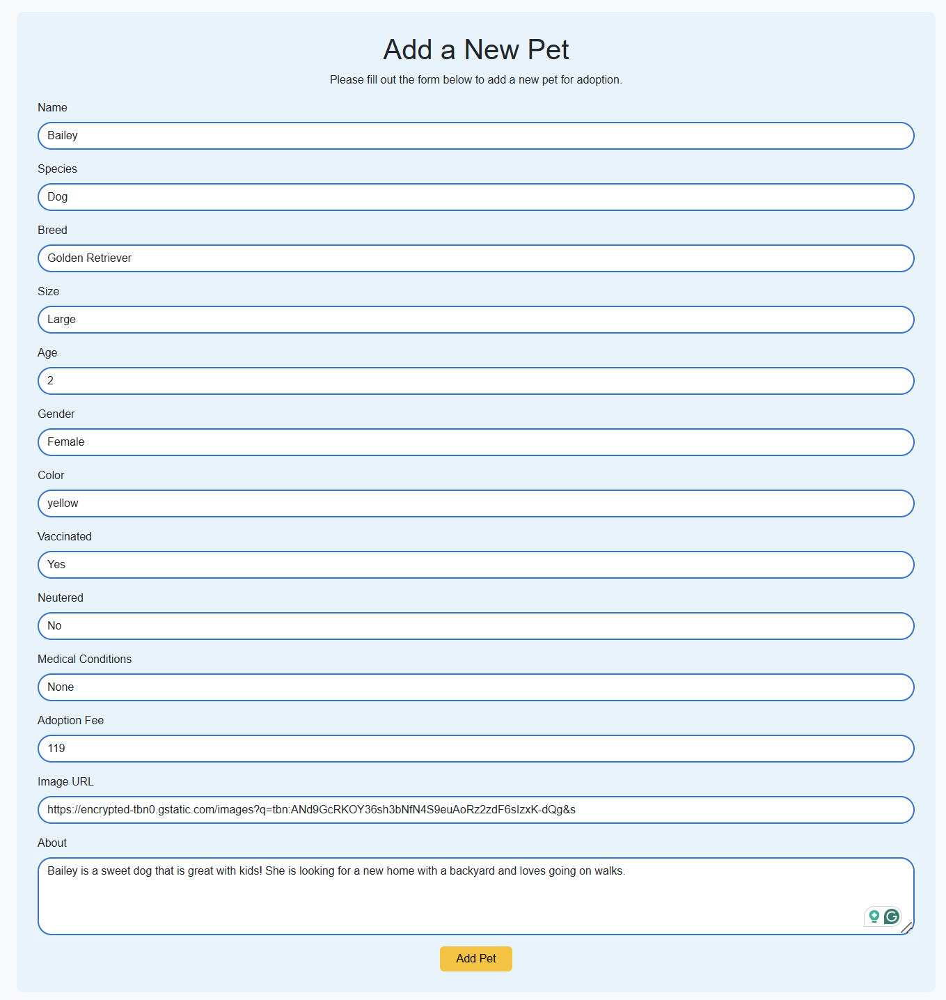 Add a New Pet
Please fill out the form below to add a new pet for adoption.
Name
Bailey
Species
Dog
Breed
Golden Retriever
Size
Large
Age
2
Gender
Female
Color
yellow
Vaccinated
Yes
Neutered
No
Medical Conditions
None
Adoption Fee
119
Image URL
https://encrypted-tbn0.gstatic.com/images?q=tbn:ANd9GcRKOY36sh3bNfN4S9euAoRz2zdF6sIzxK-dQg&s
About
Bailey is a sweet dog that is great with kids! She is looking for a new home with a backyard and loves going on walks.
Add Pet